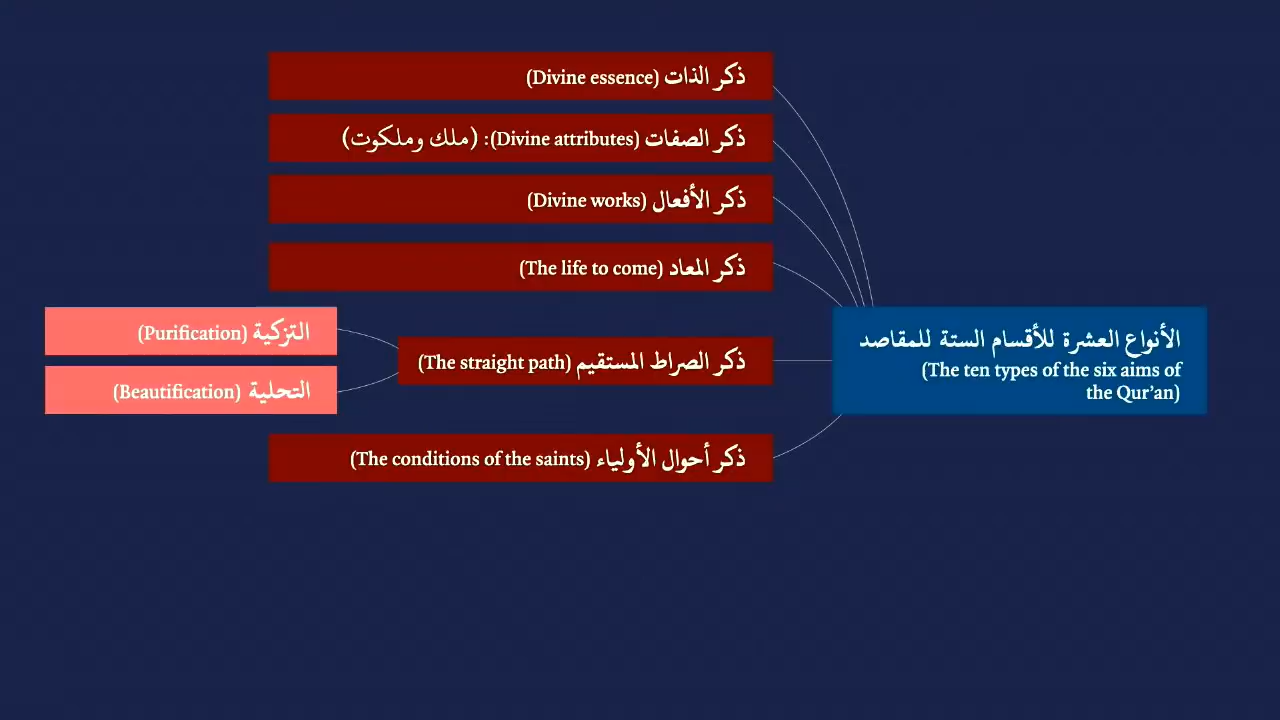 ذكر الذات (Divine essence)
ذكر الصفات (Divine attributes): (ملك وملكوت)
ذكر الأفعال (Divine works)
ذكر المعاد (The life to come)
الأنواع العشرة للأقسام الستة للمقاصد
(The ten types of the six aims of
the Qur’an)
ذكر الصراط المستقيم (The straight path)
التزكية (Purification)
التحلية (Beautification)
ذكر أحوال الأولياء (The conditions of the saints)